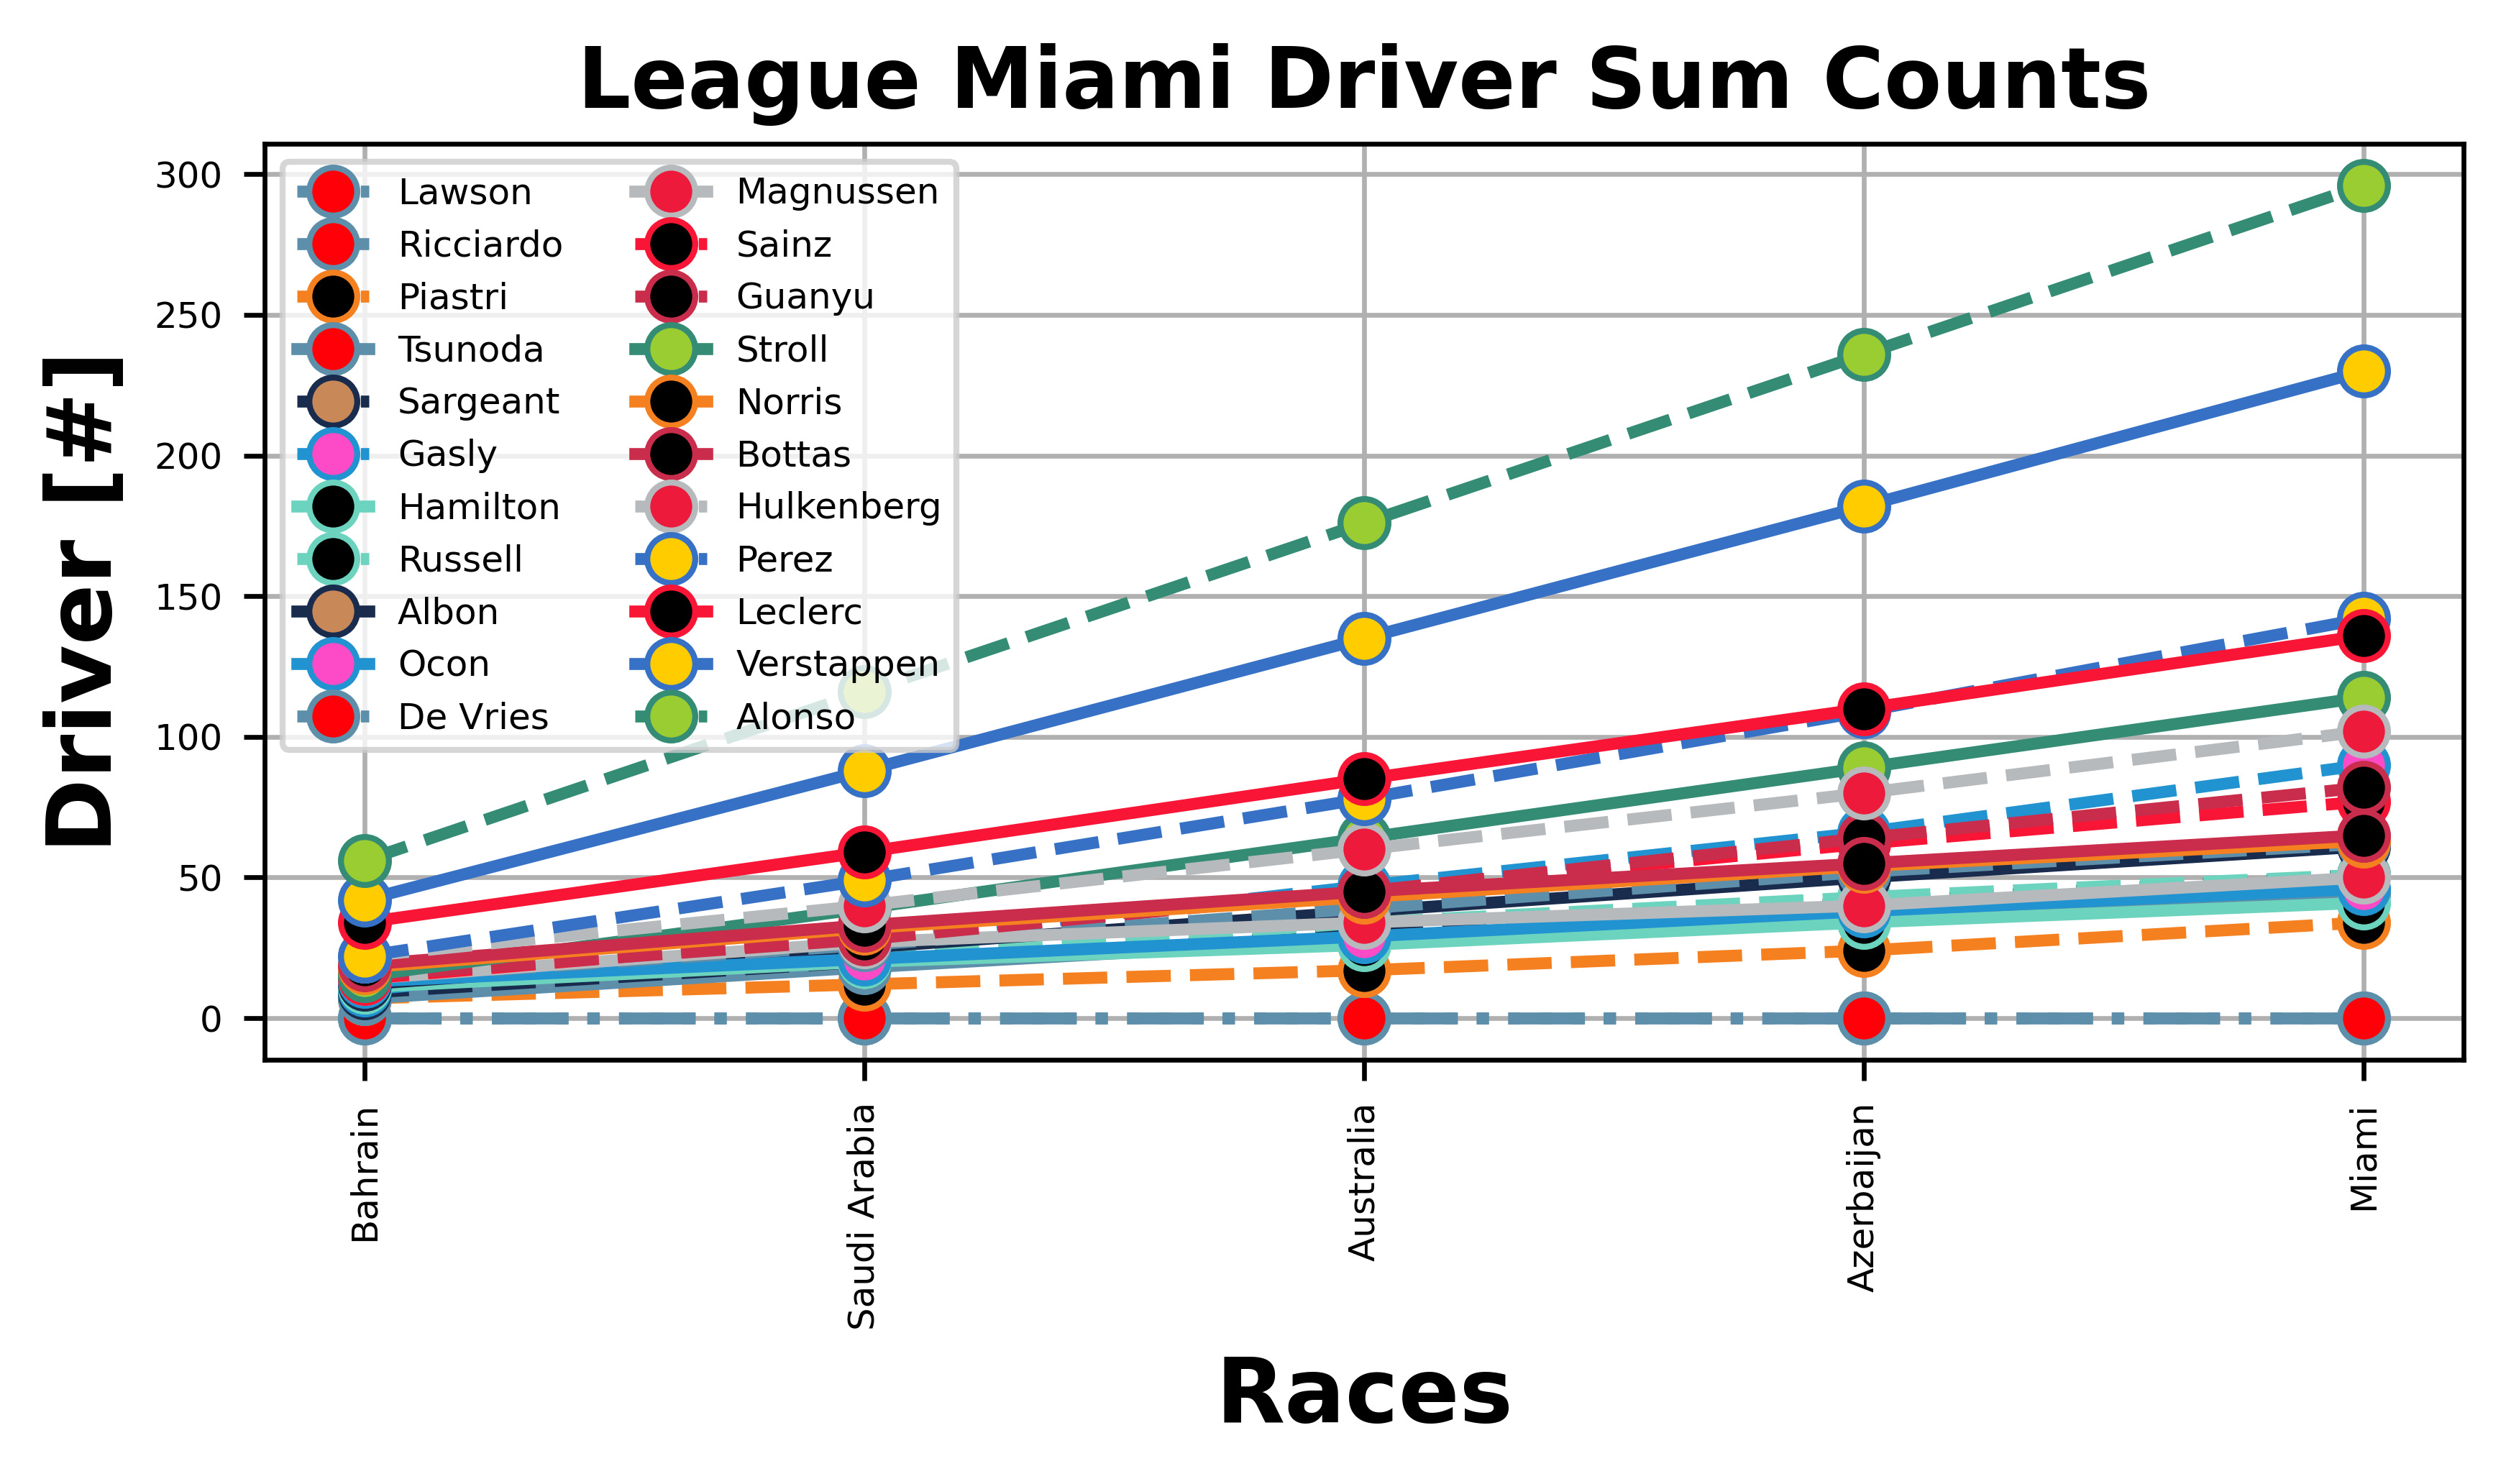 League Miami Driver Sum Counts
Driver [#]
300
250
200
150
100
50
0
Lawson
Ricciardo
Piastri
Tsunoda
Sargeant
Gasly
Hamilton
Russell
Albon
Ocon
De Vries
Magnussen
Sainz
Guanyu
Stroll
Norris
Bottas
Hulkenberg
Perez
Leclerc
Verstappen
Alonso
Bahrain
Saudi Arabia
Australia
Azerbaijan
Miami
Races